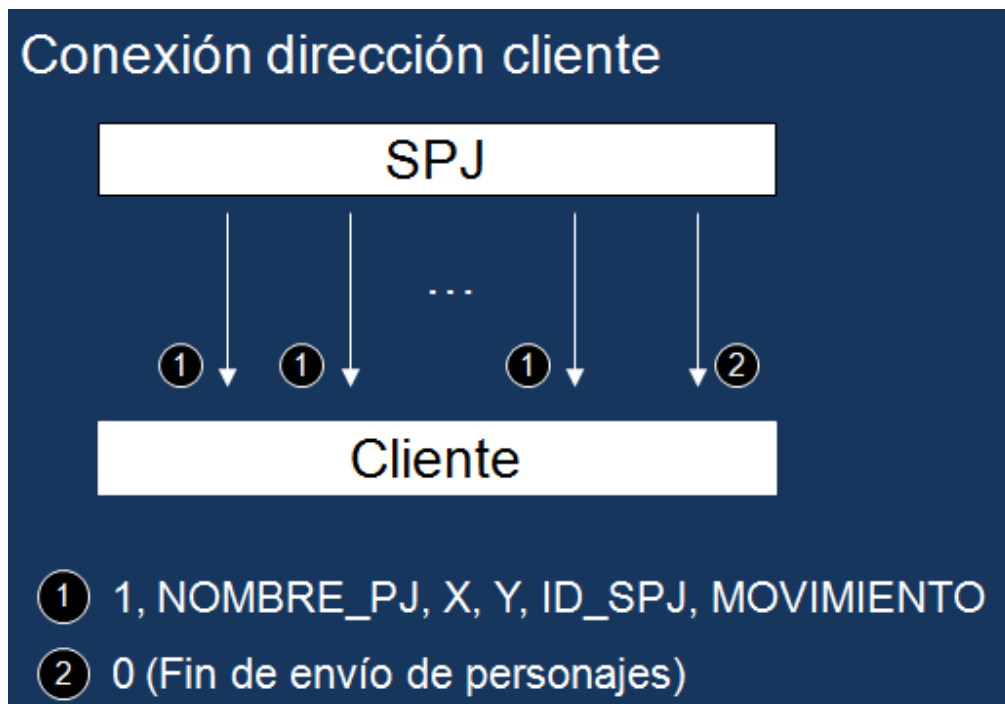 Conexión dirección cliente
SPJ
...
1 1 1 2
Cliente
1 1, NOMBRE_PJ, X, Y, ID_SPJ, MOVIMIENTO
2 0 (Fin de envío de personajes)